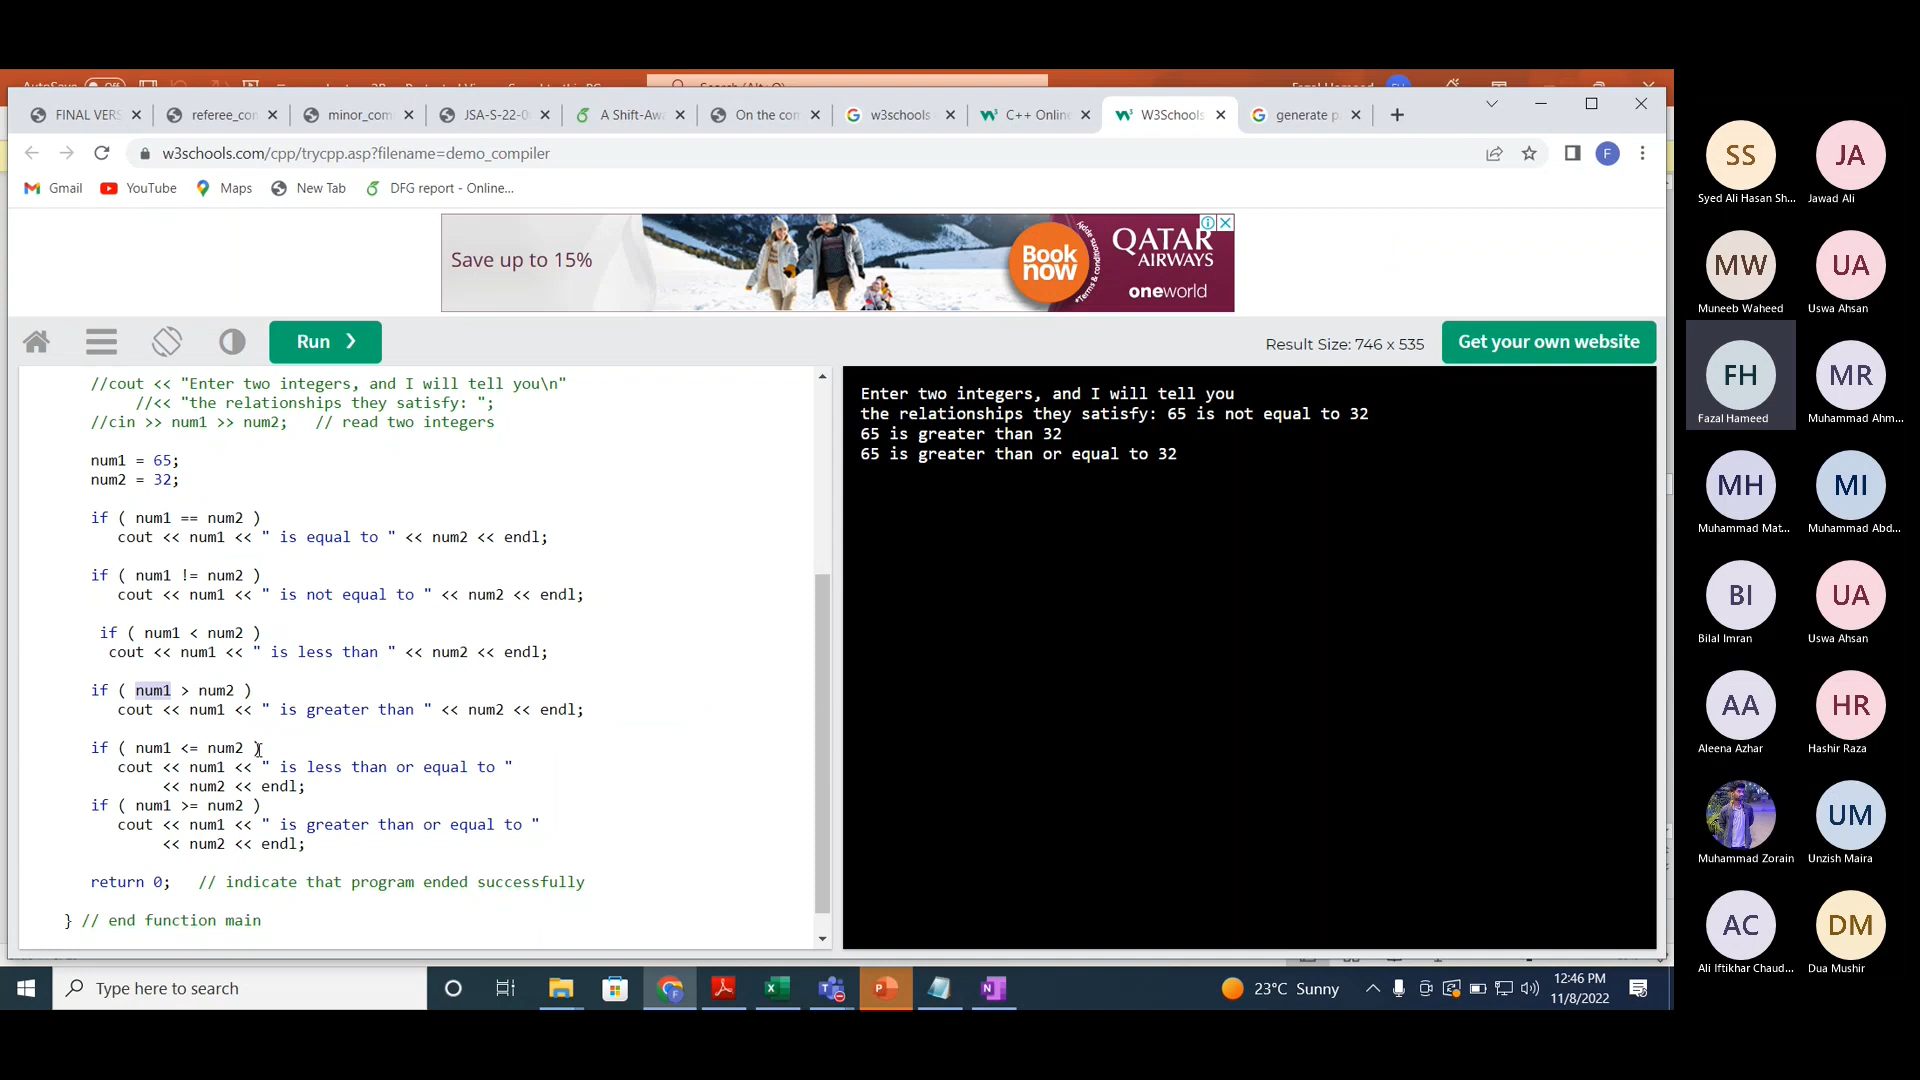 FINAL VERS
referee_con
minor_com
JSA-S-22-0
A Shift-Awa
On the con
w3schools
C++ Online
W3Schools
generate p
w3schools.com/cpp/trycpp.asp?filename=demo_compiler
F
Gmail
YouTube
Maps
New Tab
DFG report - Online...
Save up to 15%
Book now
*Terms & conditions apply
QATAR
AIRWAYS
oneworld
Run ❯
Result Size: 746 x 535
Get your own website
//cout << "Enter two integers, and I will tell you\n"
//<< "the relationships they satisfy: ";
//cin >> num1 >> num2;   // read two integers
num1 = 65;
num2 = 32;
if ( num1 == num2 )
cout << num1 << " is equal to " << num2 << endl;
if ( num1 != num2 )
cout << num1 << " is not equal to " << num2 << endl;
if ( num1 < num2 )
cout << num1 << " is less than " << num2 << endl;
if ( num1 > num2 )
cout << num1 << " is greater than " << num2 << endl;
if ( num1 <= num2 )
cout << num1 << " is less than or equal to "
<< num2 << endl;
if ( num1 >= num2 )
cout << num1 << " is greater than or equal to "
<< num2 << endl;
return 0;   // indicate that program ended successfully
} // end function main
Enter two integers, and I will tell you
the relationships they satisfy: 65 is not equal to 32
65 is greater than 32
65 is greater than or equal to 32
Type here to search
23°C Sunny
12:46 PM
11/8/2022
SS
Syed Ali Hasan Sh...
JA
Jawad Ali
MW
Muneeb Waheed
UA
Uswa Ahsan
FH
Fazal Hameed
MR
Muhammad Ahm...
MH
Muhammad Mat...
MI
Muhammad Abd...
BI
Bilal Imran
UA
Uswa Ahsan
AA
Aleena Azhar
HR
Hashir Raza
Muhammad Zorain
UM
Unzish Maira
AC
Ali Iftikhar Chaud...
DM
Dua Mushir